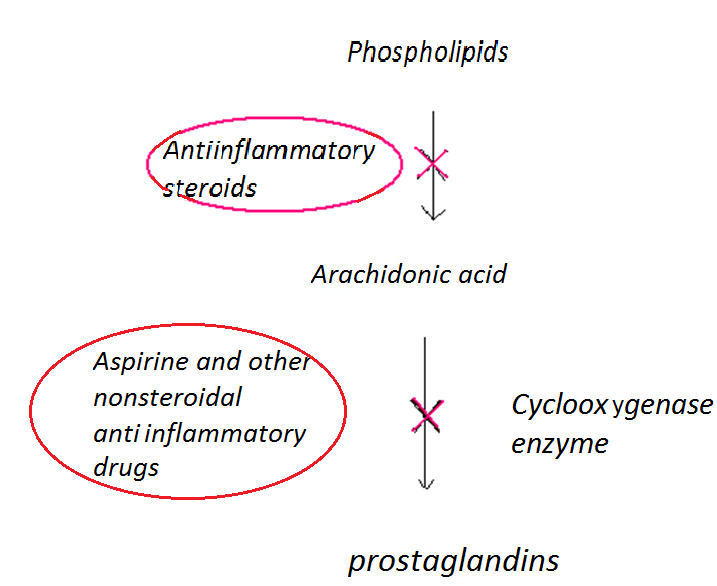 Phospholipids
Antiinflammatory
steroids
Arachidonic acid
Aspirine and other
nonsteroidal
anti inflammatory
drugs
Cyclooxygenase
enzyme
prostaglandins